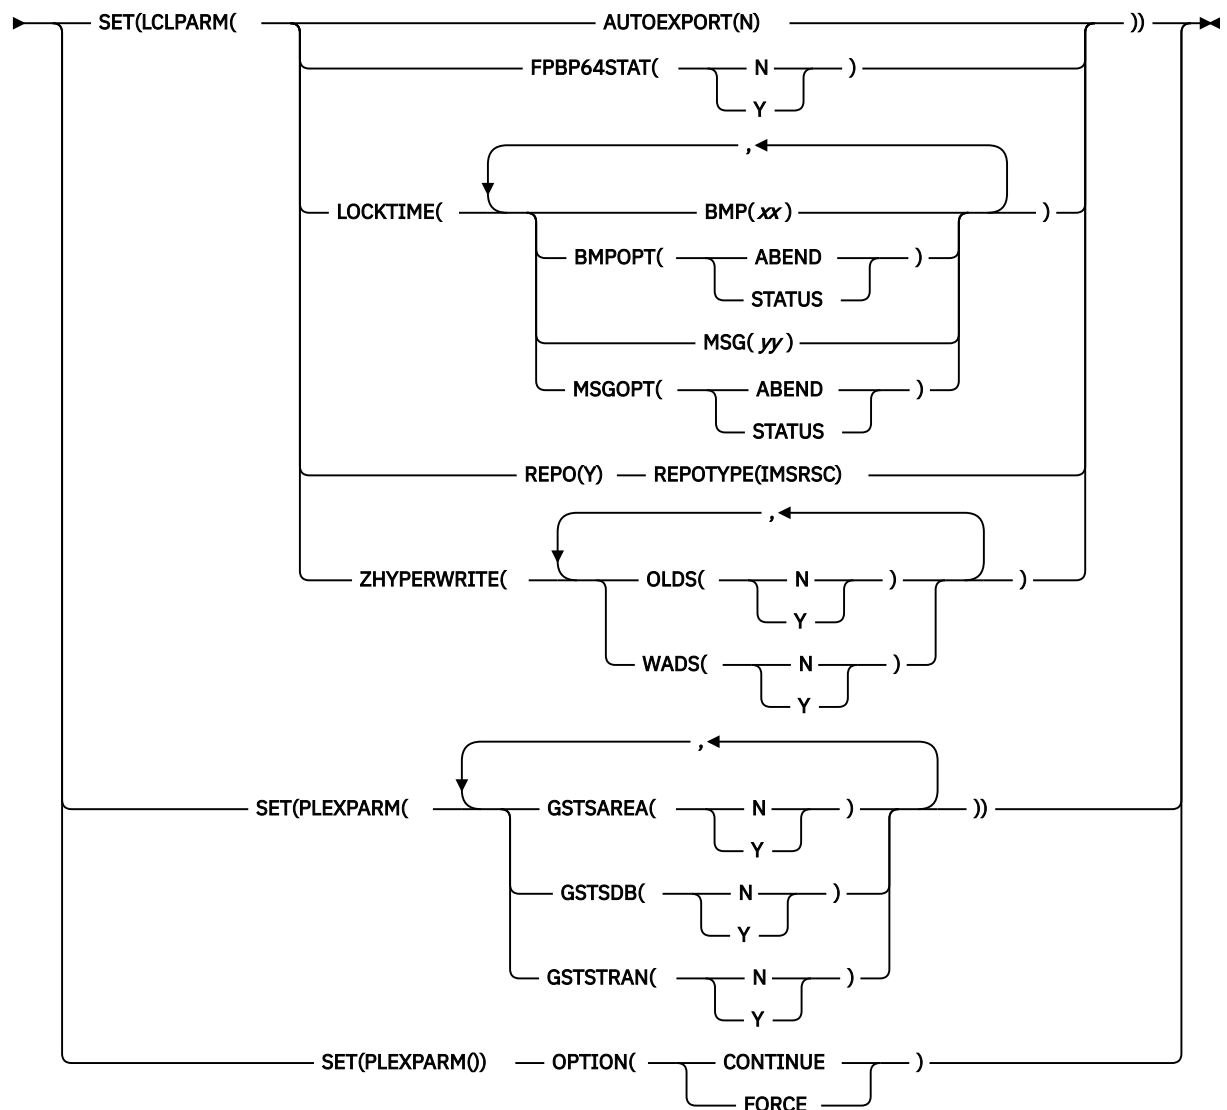 SET(LCLPARM( AUTOEXPORT(N) ))
FPBP64STAT( N )
Y
,
LOCKTIME( BMP(xx) )
BMPOPT( ABEND )
STATUS
MSG(yy)
MSGOPT( ABEND )
STATUS
REPO(Y) REPOTYPE(IMSRSC)
,
ZHYPERWRITE( OLDS( N ) )
Y
WADS( N )
Y
,
SET(PLEXPARM( GSTSAREA( N ) ))
Y
GSTSDB( N )
Y
GSTSTRAN( N )
Y
SET(PLEXPARM()) OPTION( CONTINUE )
FORCE